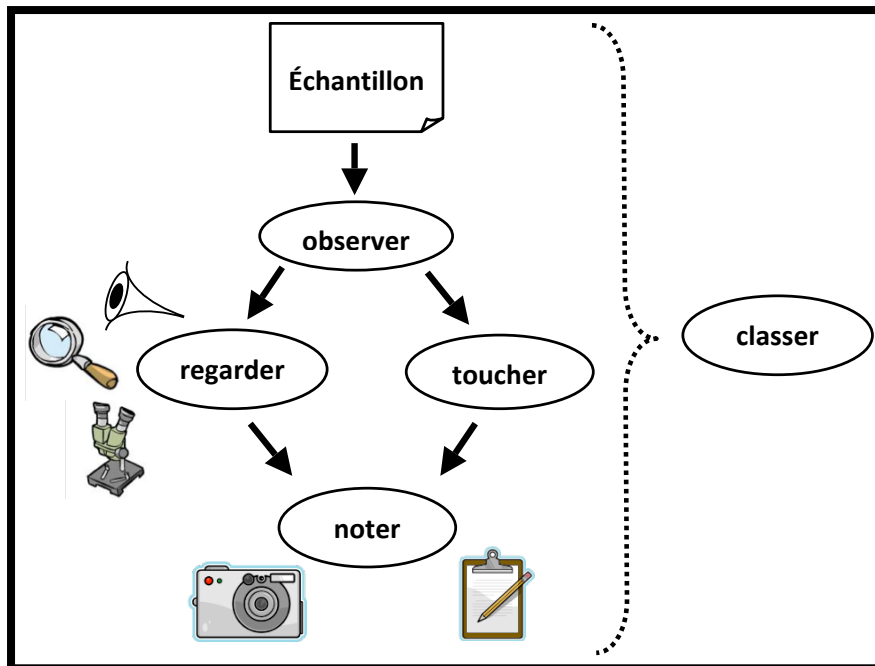 Échantillon
observer
regarder
toucher
classer
noter